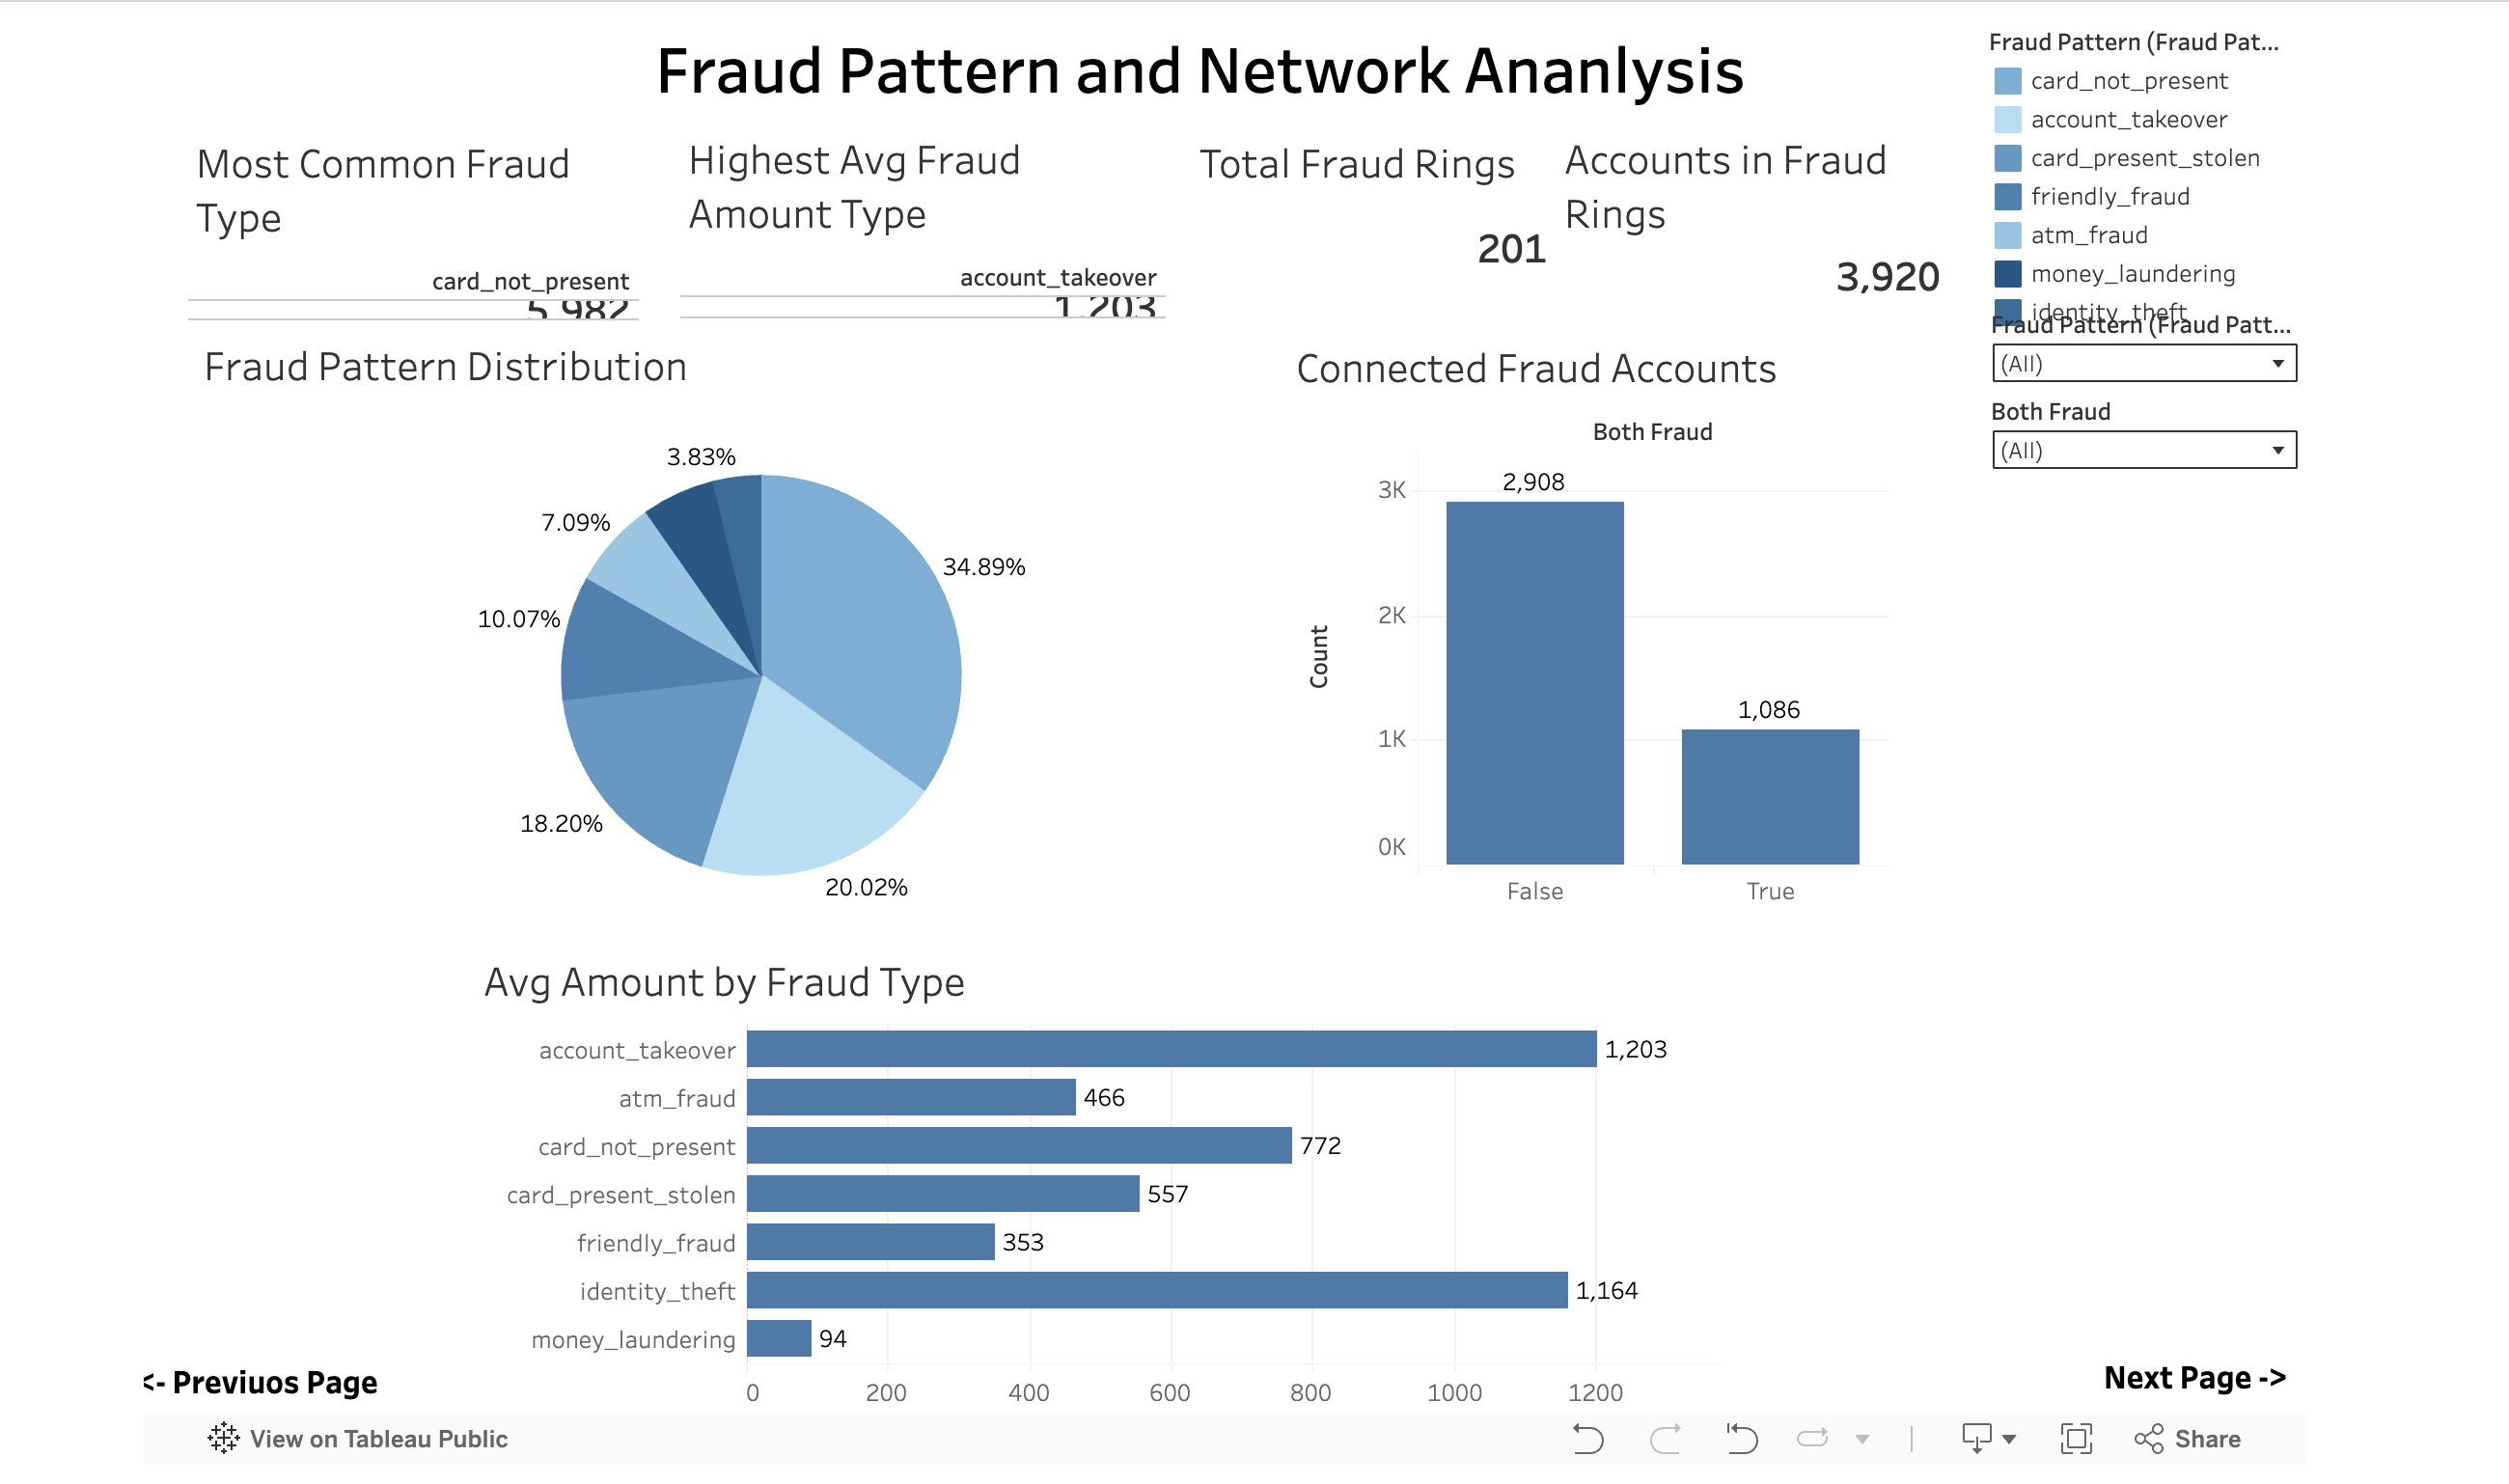 Fraud Pattern and Network Ananlysis
Most Common Fraud
Type
card_not_present
5,982
Highest Avg Fraud
Amount Type
account_takeover
1,203
Total Fraud Rings
201
Accounts in Fraud
Rings
3,920
Fraud Pattern (Fraud Pat...
card_not_present
account_takeover
card_present_stolen
friendly_fraud
atm_fraud
money_laundering
identity_theft
Fraud Pattern (Fraud Patt...
(All)
Both Fraud
(All)
Fraud Pattern Distribution
3.83%
7.09%
34.89%
10.07%
18.20%
20.02%
Connected Fraud Accounts
Both Fraud
2,908
3K
2K
Count
1,086
1K
0K
False
True
Avg Amount by Fraud Type
account_takeover 1,203
atm_fraud 466
card_not_present 772
card_present_stolen 557
friendly_fraud 353
identity_theft 1,164
money_laundering 94
0 200 400 600 800 1000 1200
<- Previuos Page
Next Page ->
View on Tableau Public
Share